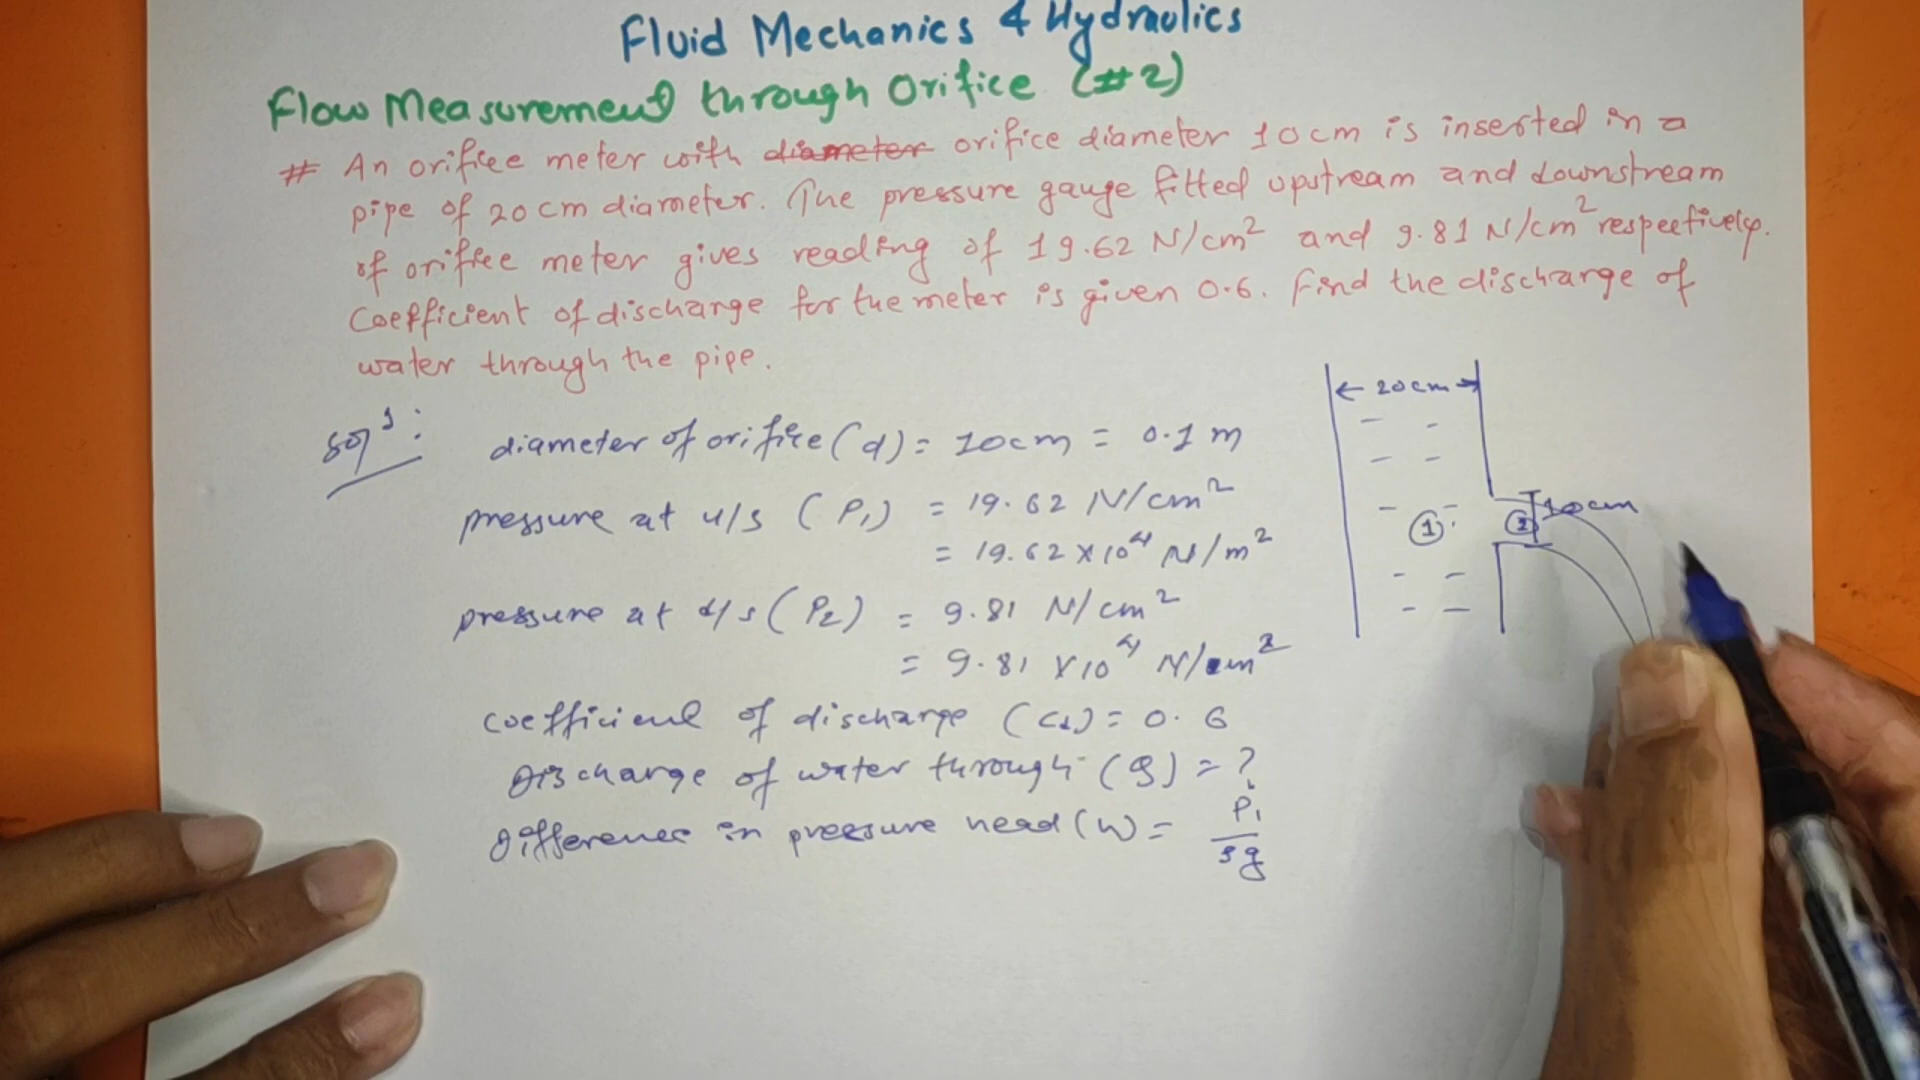 Fluid Mechanics & Hydraulics
Flow Measurement through Orifice (#2)
# An orifice meter with diameter orifice diameter 10cm is inserted in a
pipe of 20cm diameter. The pressure gauge fitted upstream and downstream
of orifice meter gives reading of 19.62 N/cm² and 9.81 N/cm² respectively.
Coefficient of discharge for the meter is given 0.6. Find the discharge of
water through the pipe.
Solⁿ:
diameter of orifice (d) = 10cm = 0.1 m
pressure at u/s (P₁) = 19.62 N/cm²
= 19.62 × 10⁴ N/m²
pressure at d/s (P₂) = 9.81 N/cm²
= 9.81 × 10⁴ N/m²
coefficient of discharge (Cd) = 0.6
Discharge of water through (Q) = ?
Difference in pressure head (h) = P₁/ρg
20cm
10cm
1
2